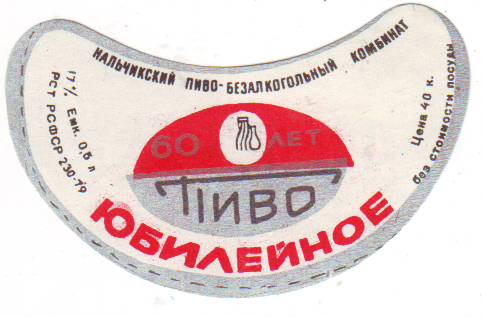 НАЛЬЧИКСКИЙ ПИВО-БЕЗАЛКОГОЛЬНЫЙ КОМБИНАТ
17% Емк. 0,5 л
РСТ РСФСР 230-79
60 ЛЕТ
ПИВО
ЮБИЛЕЙНОЕ
Цена 40 к.
без стоимости посуды